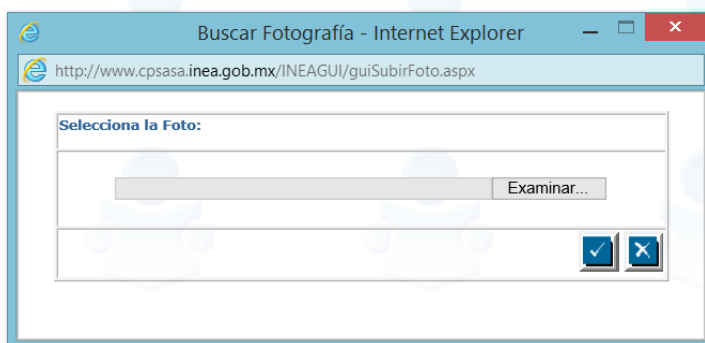 Buscar Fotografía - Internet Explorer
http://www.cpsasa.inea.gob.mx/INEAGUI/guiSubirFoto.aspx
Selecciona la Foto:
Examinar...